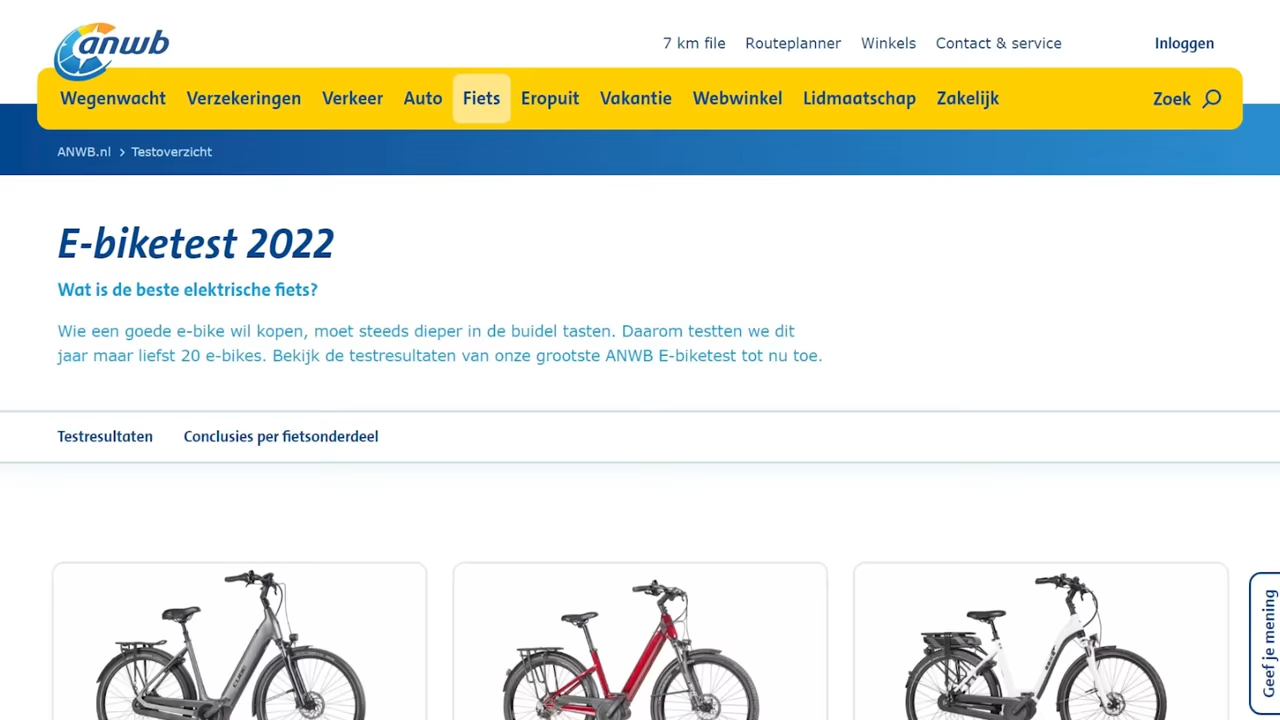 anwb
7 km file Routeplanner Winkels Contact & service Inloggen
Wegenwacht Verzekeringen Verkeer Auto Fiets Eropuit Vakantie Webwinkel Lidmaatschap Zakelijk Zoek
ANWB.nl > Testoverzicht
E-biketest 2022
Wat is de beste elektrische fiets?
Wie een goede e-bike wil kopen, moet steeds dieper in de buidel tasten. Daarom testten we dit
jaar maar liefst 20 e-bikes. Bekijk de testresultaten van onze grootste ANWB E-biketest tot nu toe.
Testresultaten Conclusies per fietsonderdeel
Geef je mening